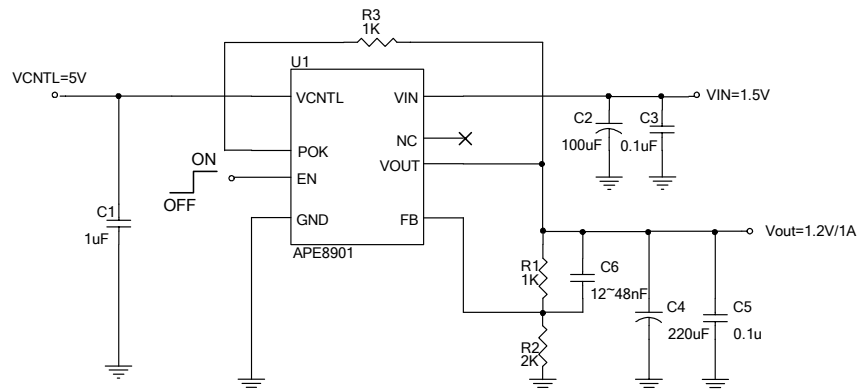 R3
1K
U1
VCNTL=5V
VCNTL
VIN
VIN=1.5V
C2
C3
NC
100uF
0.1uF
POK
VOUT
ON
EN
OFF
C1
GND
FB
1uF
Vout=1.2V/1A
APE8901
R1
1K
C6
12~48nF
C4
C5
220uF
0.1u
R2
2K